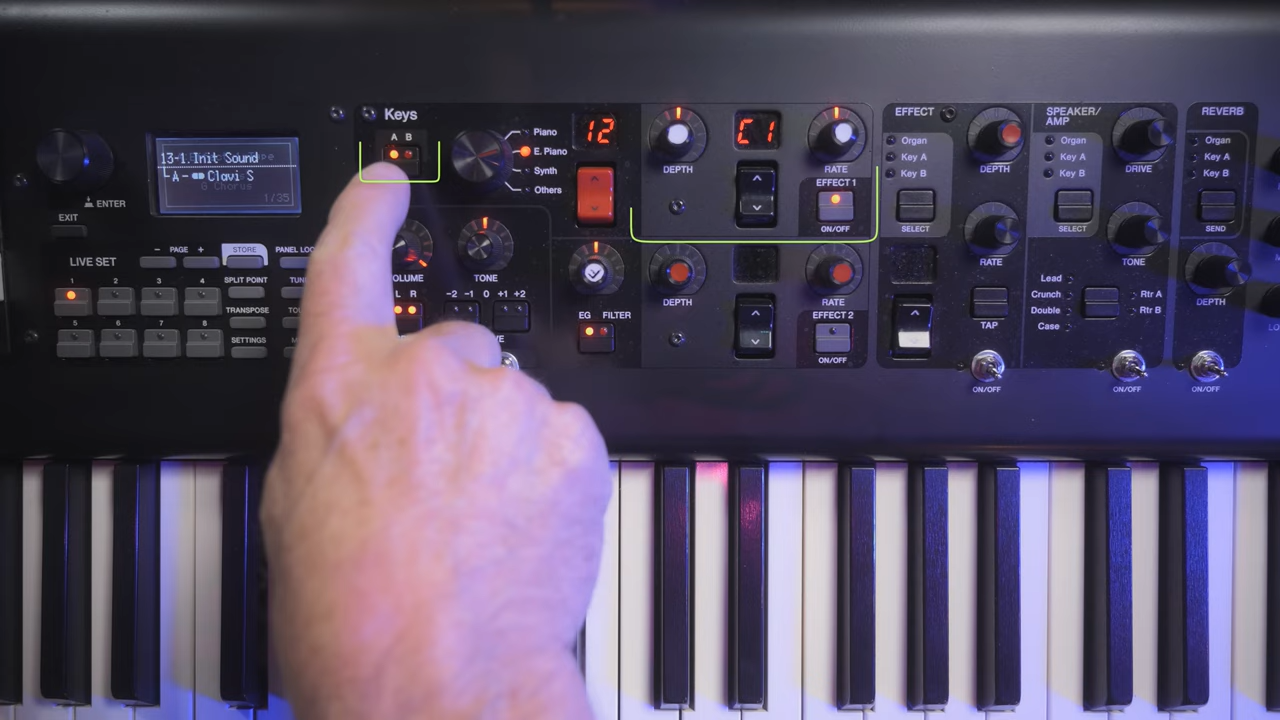 Keys
A B
13-1.Init Sound
A- Clavi S
G Chorus
1/35
ENTER
EXIT
- PAGE +
STORE
PANEL LOC
LIVE SET
1 2 3 4
5 6 7 8
SPLIT POINT
TRANSPOSE
SETTINGS
Piano
E. Piano
Synth
Others
12
C1
DEPTH
RATE
EFFECT 1
ON/OFF
OLUME
TONE
L R
-2 -1 0 +1 +2
EG FILTER
DEPTH
RATE
EFFECT 2
ON/OFF
EFFECT
Organ
Key A
Key B
SELECT
DEPTH
RATE
TAP
ON/OFF
SPEAKER/
AMP
Organ
Key A
Key B
SELECT
DRIVE
TONE
Lead
Crunch
Double
Case
Rtr A
Rtr B
ON/OFF
REVERB
Organ
Key A
Key B
SEND
DEPTH
ON/OFF